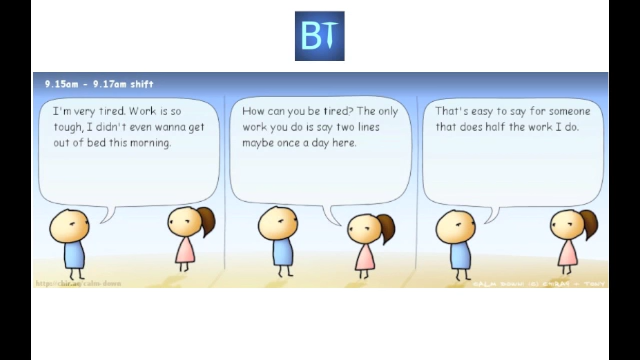 BT
9.15am - 9.17am shift
I'm very tired. Work is so
tough, I didn't even wanna get
out of bed this morning.
How can you be tired? The only
work you do is say two lines
maybe once a day here.
That's easy to say for someone
that does half the work I do.